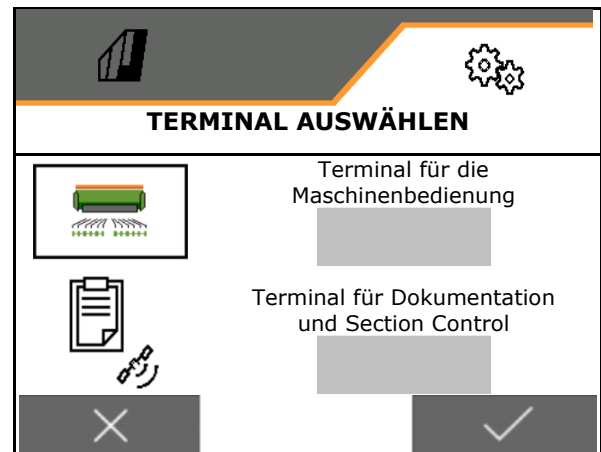 TERMINAL AUSWÄHLEN
Terminal für die
Maschinenbedienung
Terminal für Dokumentation
und Section Control